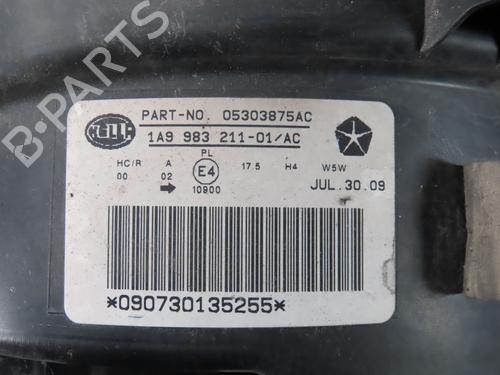 B-PARTS
HELLA
PART-NO. 05303875AC
1A9 983 211-01/AC
PL
HC/R A E4 17.5 H4 W5W
00 02 10900 JUL.30.09
*090730135255*